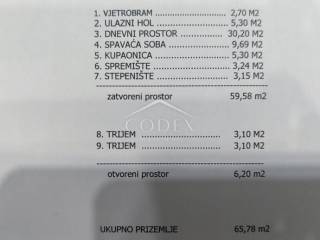 1. VJETROBRAM ........................ 2,70 M2
2. ULAZNI HOL ........................ 5,30 M2
3. DNEVNI PROSTOR .............. 30,20 M2
4. SPAVAĆA SOBA .................. 9,69 M2
5. KUPAONICA ........................ 5,30 M2
6. SPREMIŠTE ......................... 3,24 M2
7. STEPENIŠTE ........................ 3,15 M2
zatvoreni prostor 59,58 m2
CODEX
8. TRIJEM ........................... 3,10 M2
9. TRIJEM ........................... 3,10 M2
otvoreni prostor 6,20 m2
UKUPNO PRIZEMLJE 65,78 m2